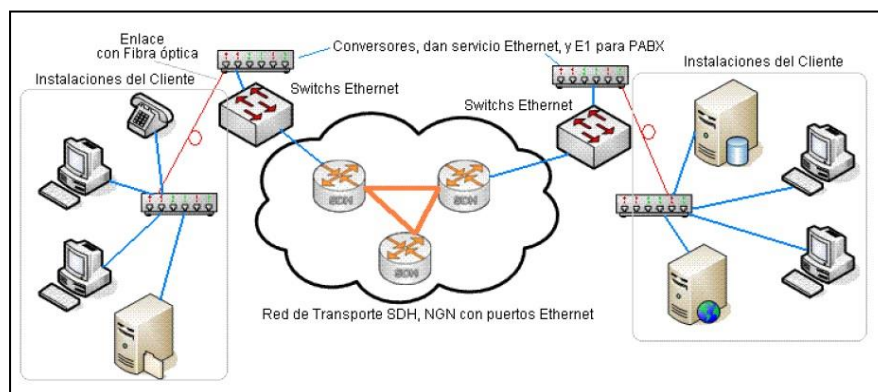 Enlace
con Fibra óptica
Conversores, dan servicio Ethernet, y E1 para PABX
Instalaciones del Cliente
Instalaciones del Cliente
Switchs Ethernet
Switchs Ethernet
SDH
SDH
SDH
Red de Transporte SDH, NGN con puertos Ethernet